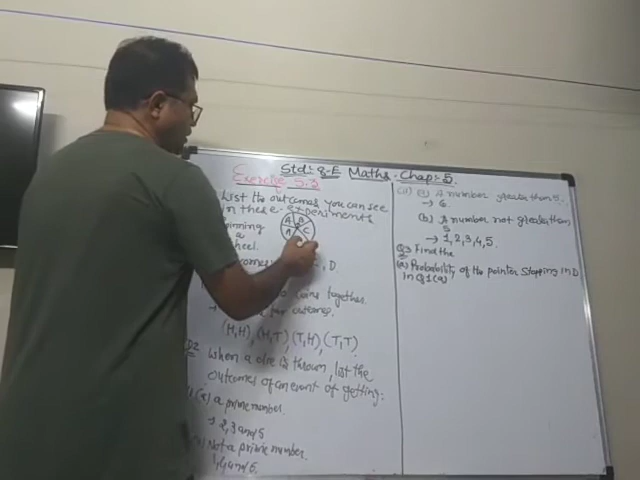 Std: 8-E Maths. Chap: 5.
Exercise 5.3
List the outcomes you can see
in these experiments
spinning
a
wheel.
A B
A C
, D
coins together.
outcomes.
(H,H), (H,T), (T,H), (T,T).
Q2 When a die is thrown, list the
outcomes of an event of getting:
(a) a prime number.
→ 2,3 and 5
Not a prime number.
1,4 and 6.
(ii) (a) A number greater than 5.
→ 6.
(b) A number not greater than
5
→ 1,2,3,4,5.
Q3 Find the
(a) Probability of the pointer stopping in D
in Q1(a)